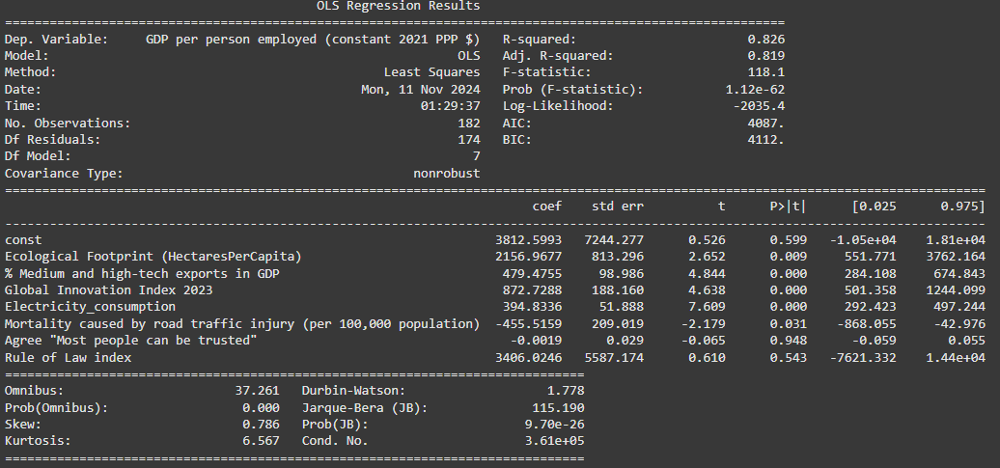 OLS Regression Results
==============================================================================
Dep. Variable: GDP per person employed (constant 2021 PPP $) R-squared: 0.826
Model: OLS Adj. R-squared: 0.819
Method: Least Squares F-statistic: 118.1
Date: Mon, 11 Nov 2024 Prob (F-statistic): 1.12e-62
Time: 01:29:37 Log-Likelihood: -2035.4
No. Observations: 182 AIC: 4087.
Df Residuals: 174 BIC: 4112.
Df Model: 7
Covariance Type: nonrobust
==============================================================================
coef std err t P>|t| [0.025 0.975]
------------------------------------------------------------------------------
const 3812.5993 7244.277 0.526 0.599 -1.05e+04 1.81e+04
Ecological Footprint (HectaresPerCapita) 2156.9677 813.296 2.652 0.009 551.771 3762.164
% Medium and high-tech exports in GDP 479.4755 98.986 4.844 0.000 284.108 674.843
Global Innovation Index 2023 872.7288 188.160 4.638 0.000 501.358 1244.099
Electricity_consumption 394.8336 51.888 7.609 0.000 292.423 497.244
Mortality caused by road traffic injury (per 100,000 population) -455.5159 209.019 -2.179 0.031 -868.055 -42.976
Agree "Most people can be trusted" -0.0019 0.029 -0.065 0.948 -0.059 0.055
Rule of Law index 3406.0246 5587.174 0.610 0.543 -7621.332 1.44e+04
==============================================================================
Omnibus: 37.261 Durbin-Watson: 1.778
Prob(Omnibus): 0.000 Jarque-Bera (JB): 115.190
Skew: 0.786 Prob(JB): 9.70e-26
Kurtosis: 6.567 Cond. No. 3.61e+05
==============================================================================